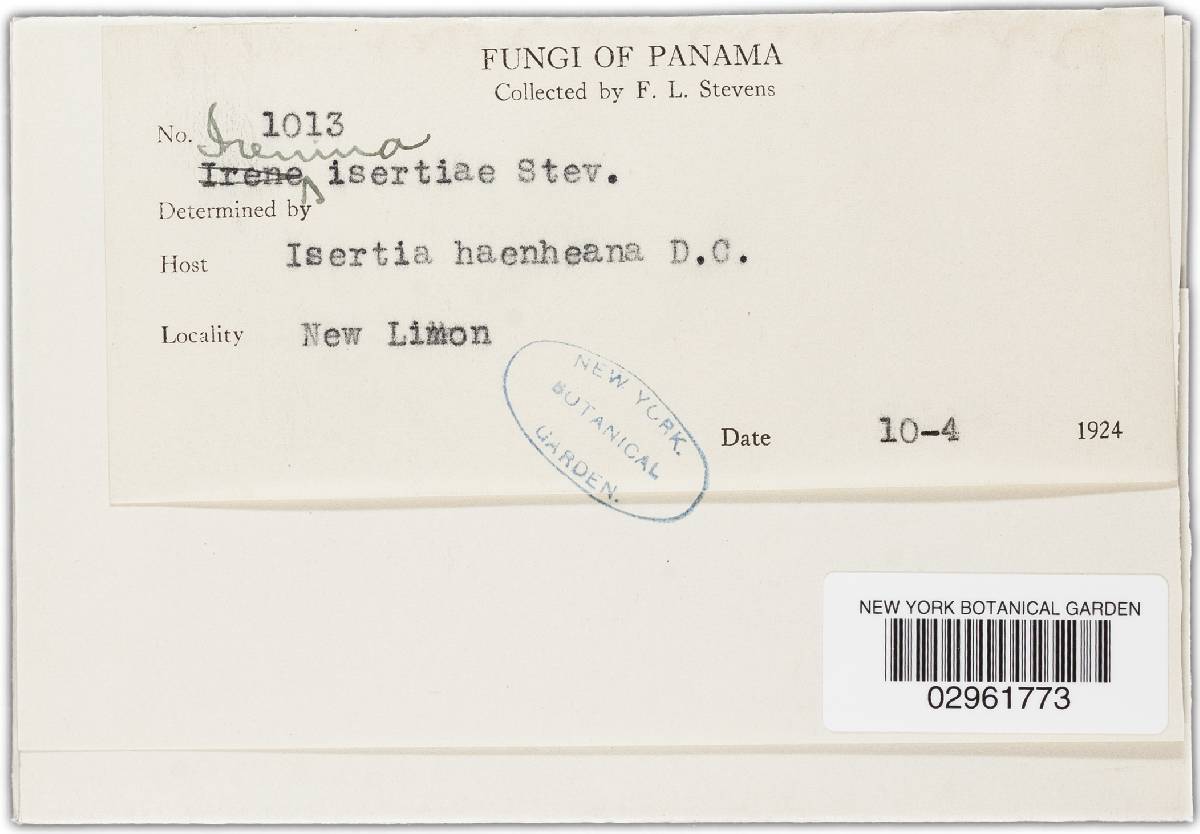 FUNGI OF PANAMA
Collected by F. L. Stevens
No. 1013
Irenina
Irene isertiae Stev.
Determined by
Host Isertia haenheana D.C.
Locality New Limon
NEW YORK.
BOTANICAL
GARDEN.
Date 10-4 1924
NEW YORK BOTANICAL GARDEN
02961773